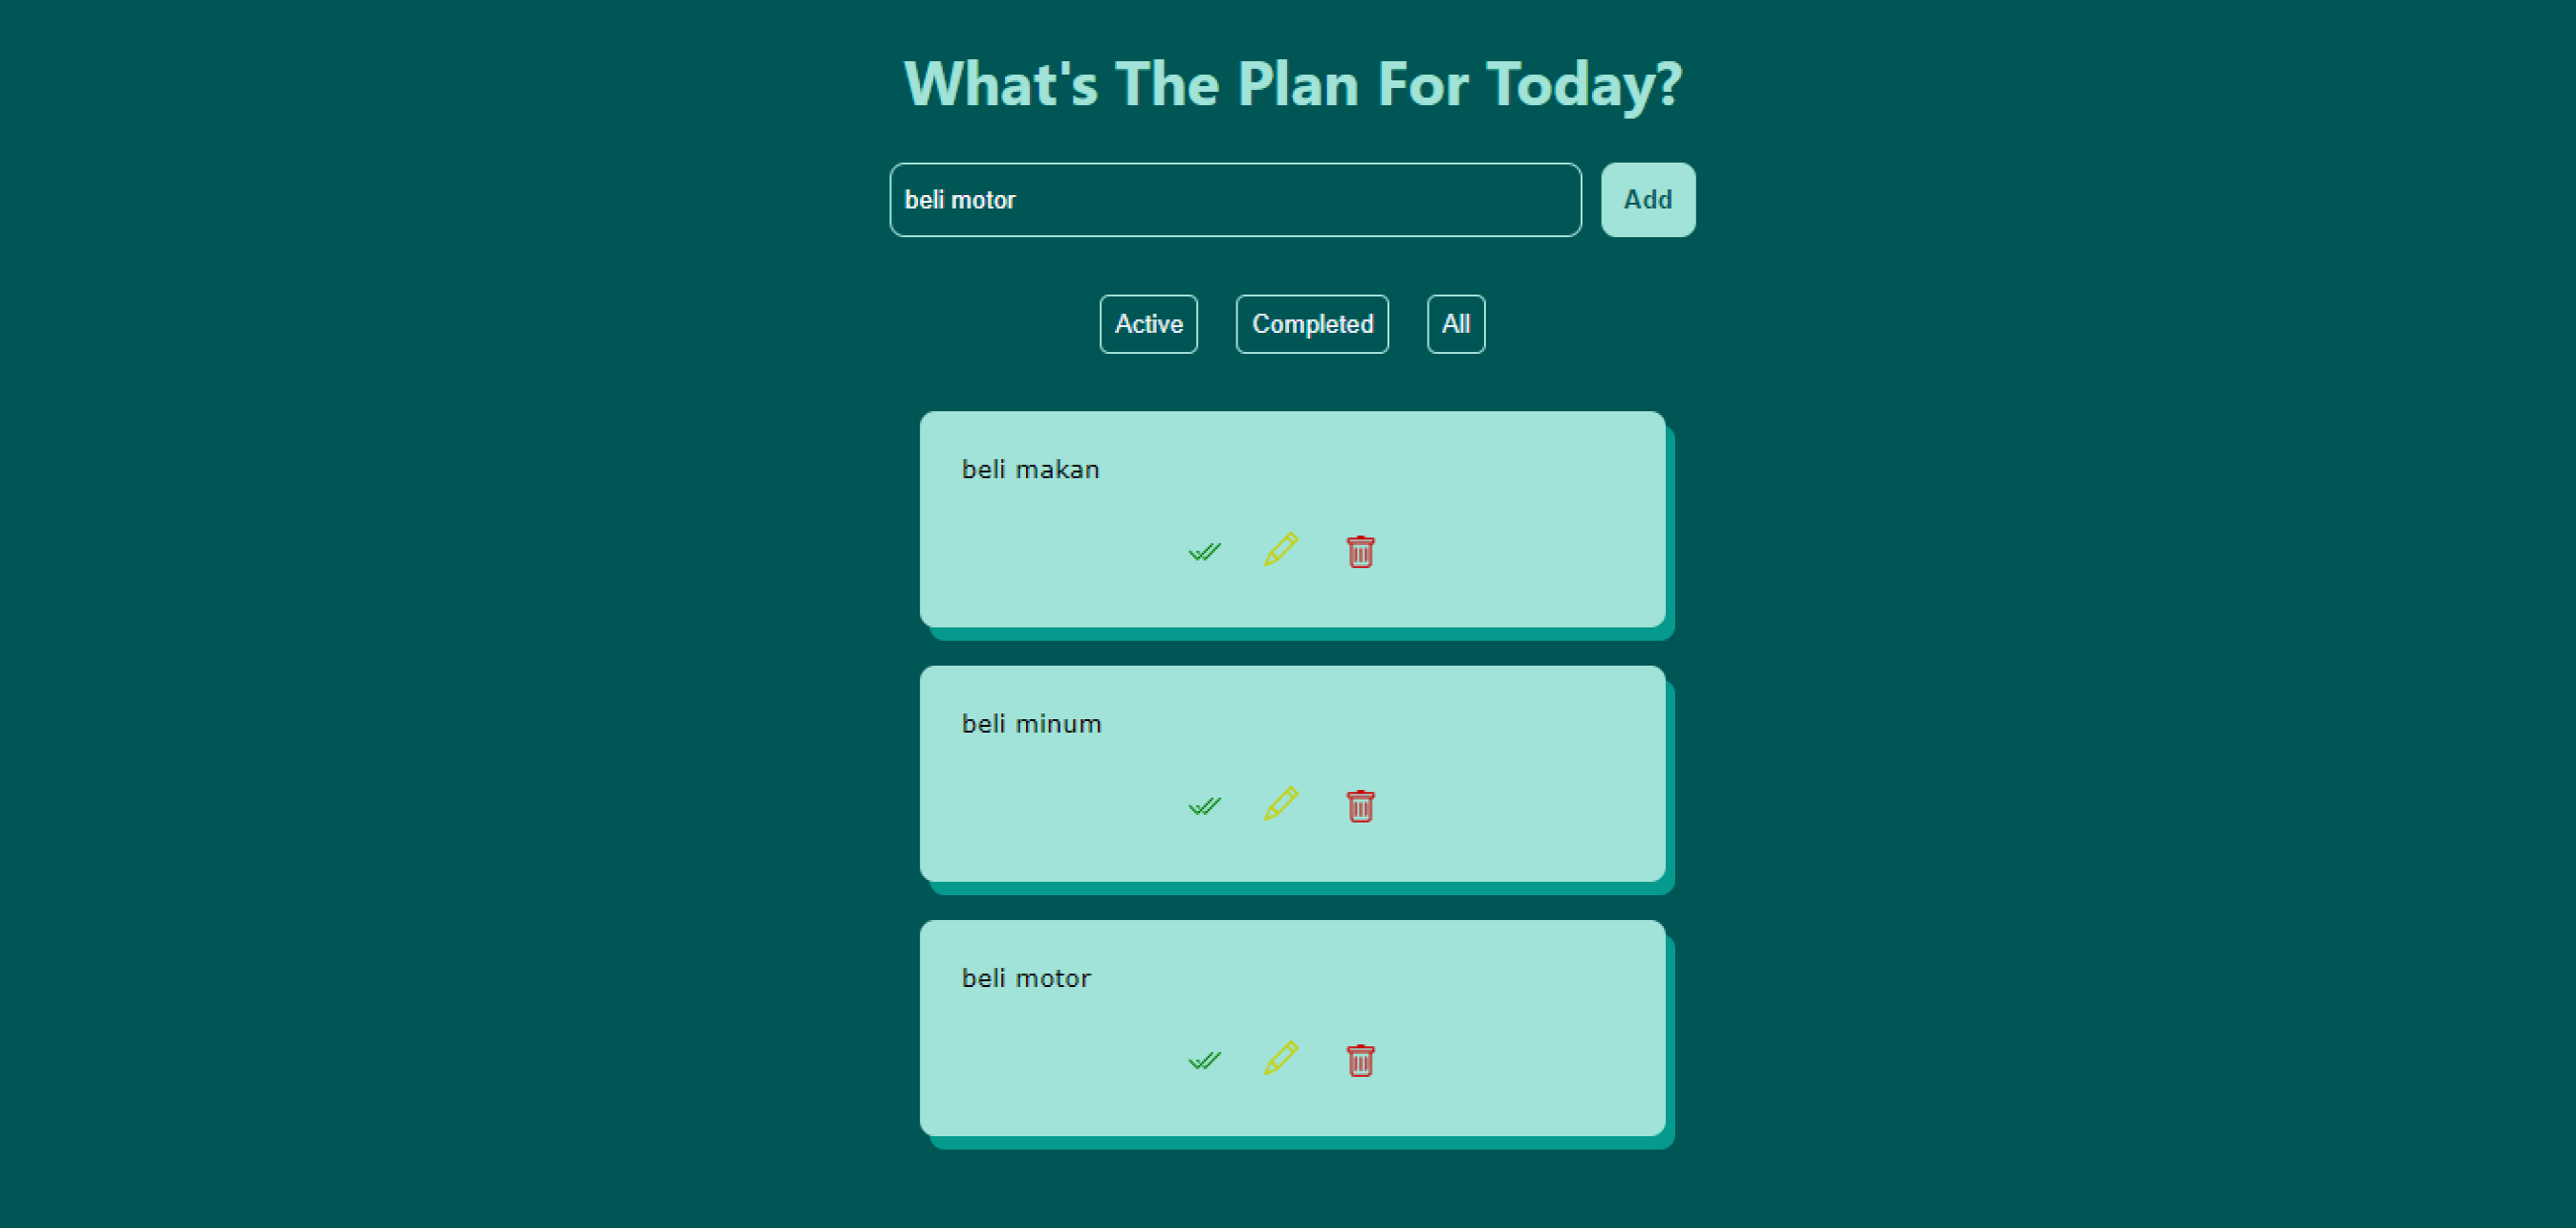 What's The Plan For Today?
beli motor
Add
Active
Completed
All
beli makan
beli minum
beli motor